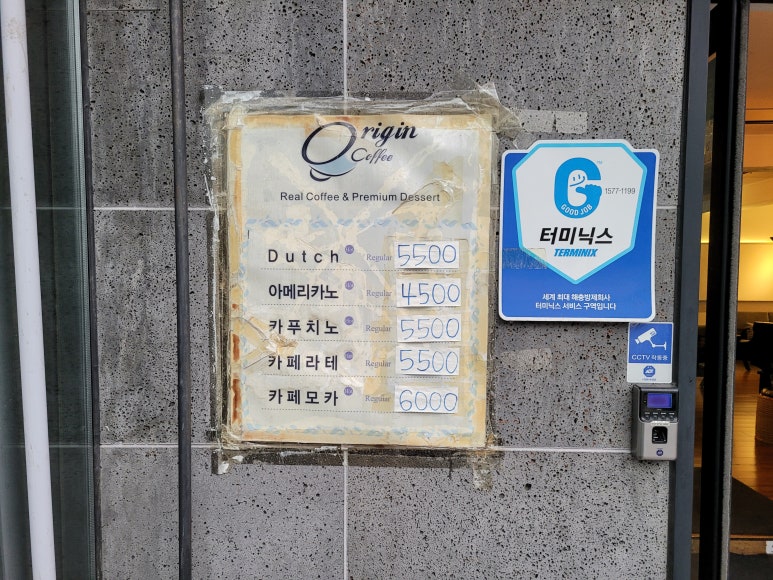 Origin
Coffee
Real Coffee & Premium Dessert
Dutch Regular 5500
아메리카노 Regular 4500
카푸치노 Regular 5500
카페라테 Regular 5500
카페모카 Regular 6000
1577-1199
GOOD JOB
터미닉스
TERMINIX
세계 최대 해충방제회사
터미닉스 서비스 구역입니다
CCTV 작동중